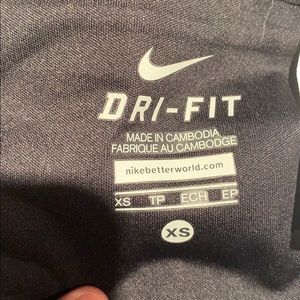 DRI-FIT
MADE IN CAMBODIA
FABRIQUE AU CAMBODGE
nikebetterworld.com
XS TP ECH EP
XS